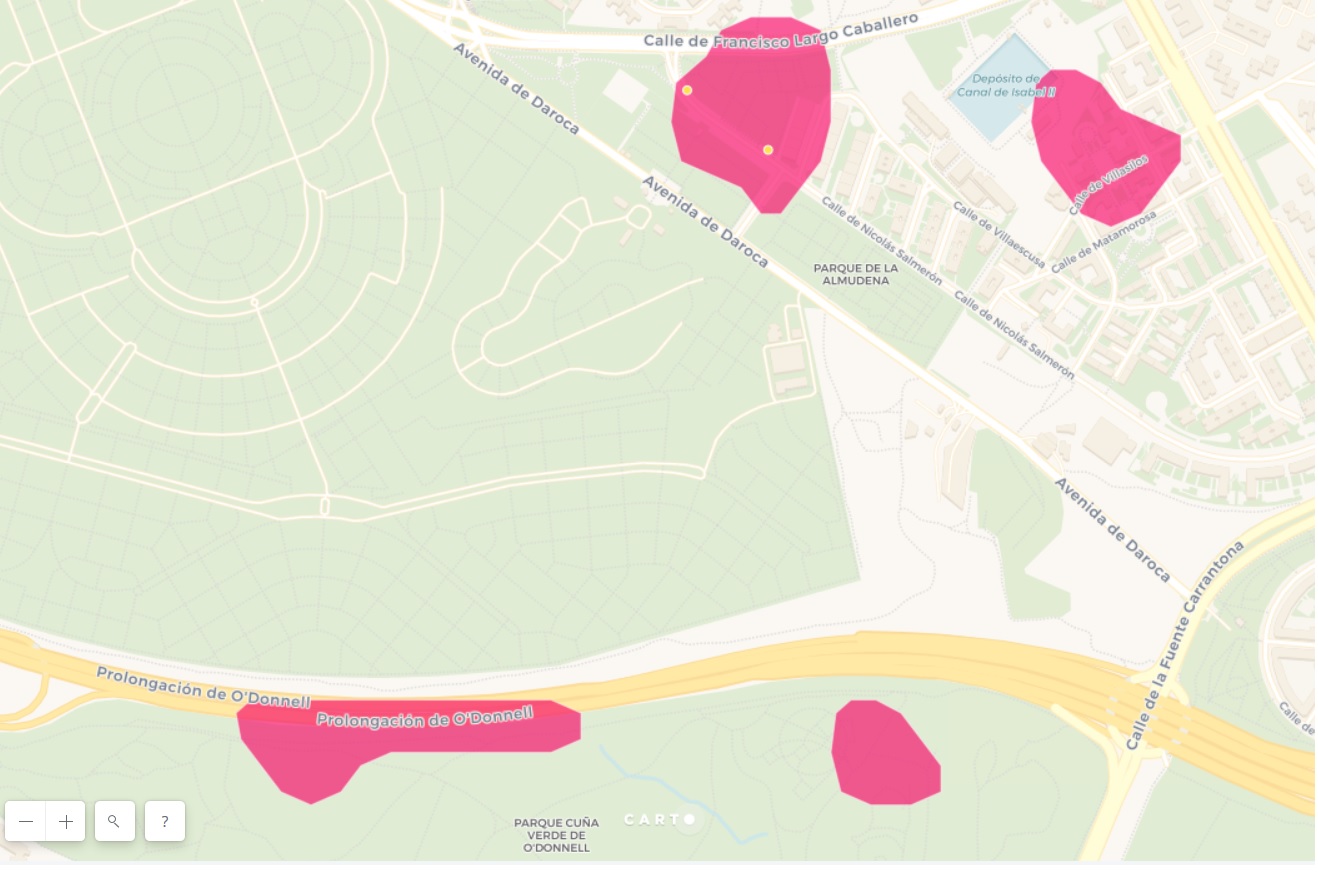 Calle de Francisco Largo Caballero
Avenida de Daroca
Depósito de
Canal de Isabel II
Calle de Villasilos
Avenida de Daroca
Calle de Nicolás Salmerón
Calle de Villaescusa
Calle de Matamorosa
PARQUE DE LA
ALMUDENA
Calle de Nicolás Salmerón
Avenida de Daroca
Calle de la Fuente Carrantona
Prolongación de O'Donnell
Prolongación de O'Donnell
Calle de
PARQUE CUÑA
VERDE DE
O'DONNELL
CARTO
?